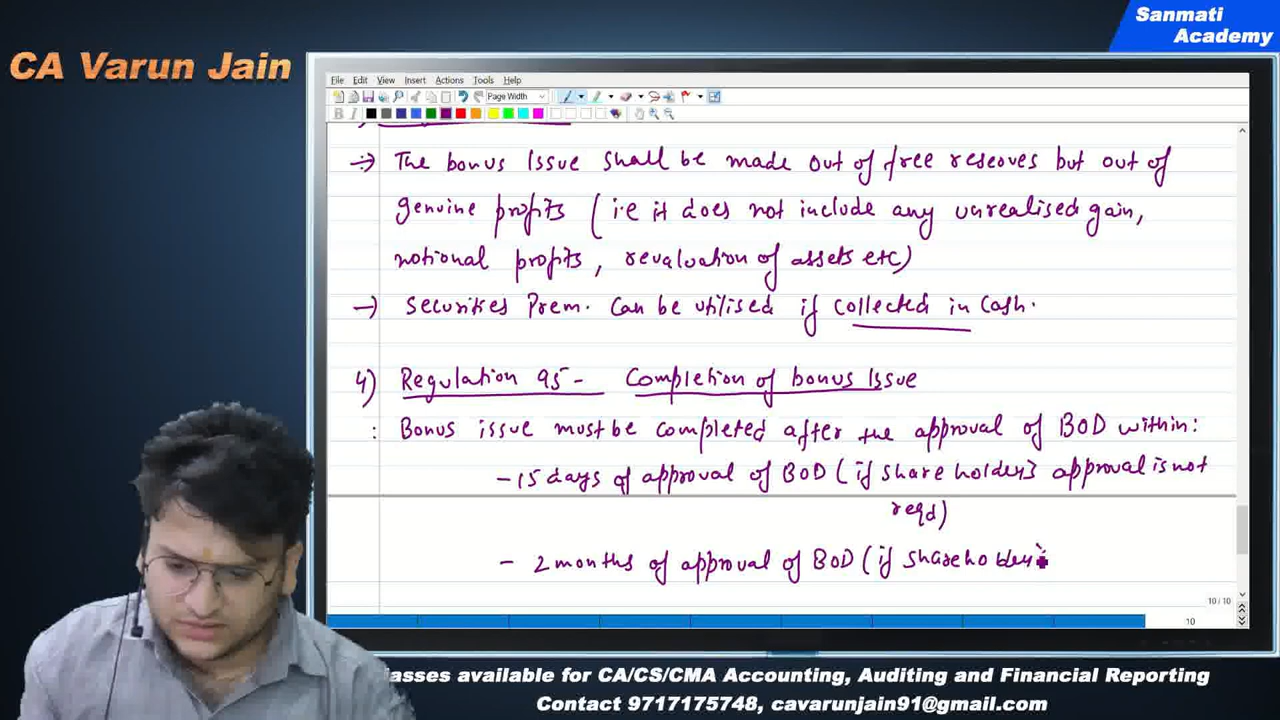 Sanmati
Academy
CA Varun Jain
File Edit View Insert Actions Tools Help
Page Width
B I
→ The bonus Issue shall be made out of free reserves but out of
genuine profits (i.e it does not include any unrealised gain,
notional profits, revaluation of assets etc)
→ Securities Prem. Can be utilised if collected in Cash.
4) Regulation 95- Completion of bonus Issue
: Bonus issue must be completed after the approval of BOD within:
- 15 days of approval of BOD (if share holder's approval is not
reqd)
- 2 months of approval of BOD (if shareholder's
10 / 10
10
lasses available for CA/CS/CMA Accounting, Auditing and Financial Reporting
Contact 9717175748, cavarunjain91@gmail.com